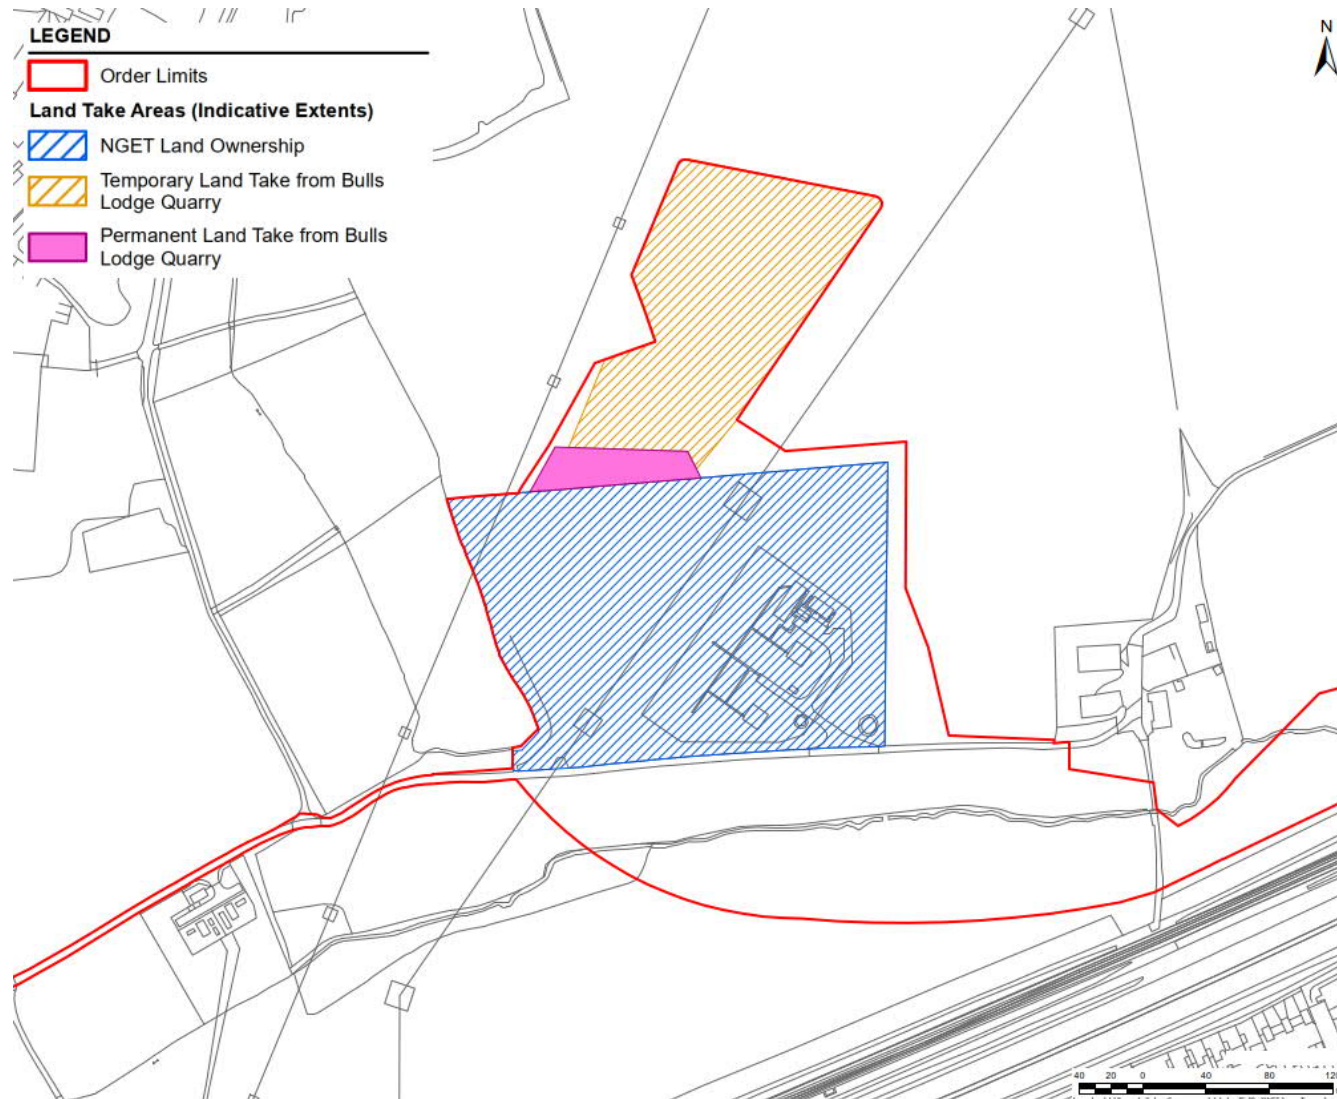 LEGEND
Order Limits
Land Take Areas (Indicative Extents)
NGET Land Ownership
Temporary Land Take from Bulls
Lodge Quarry
Permanent Land Take from Bulls
Lodge Quarry
N
40 20 0 40 80 120